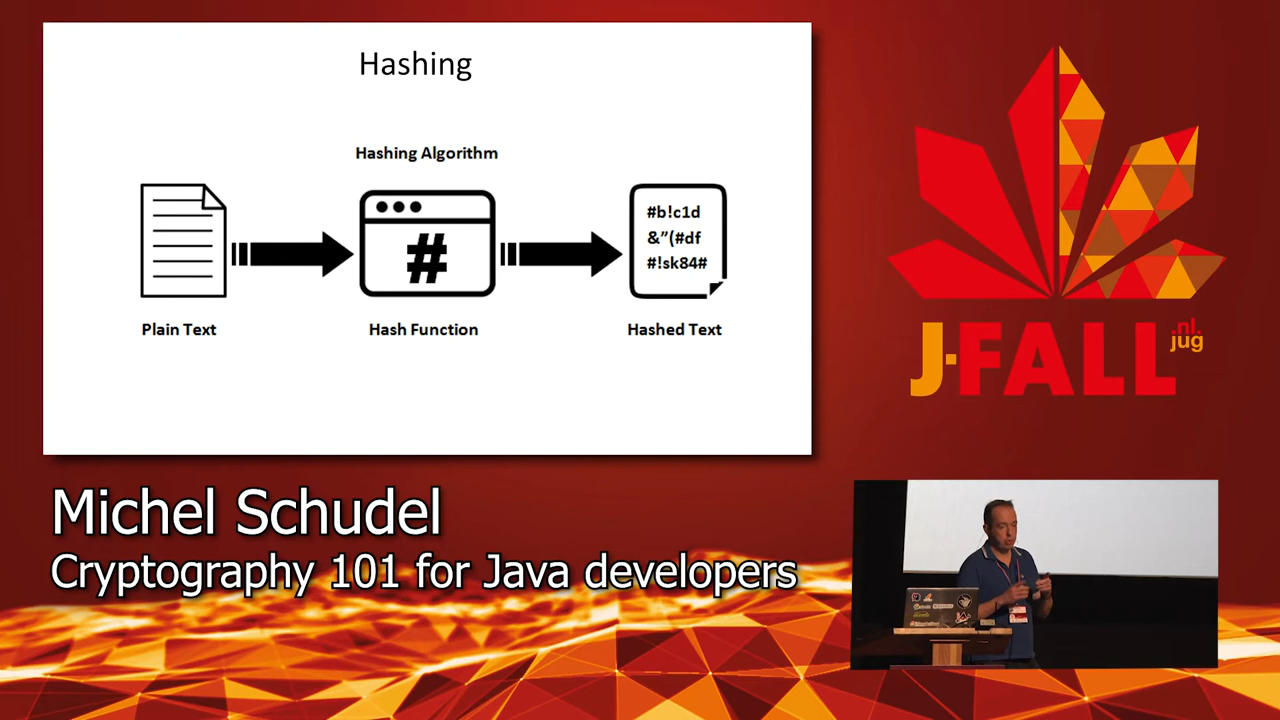 Hashing
Hashing Algorithm
#
#b!c1d
&”(#df
#!sk84#
Plain Text
Hash Function
Hashed Text
J-FALL
.nl.
jug
Michel Schudel
Cryptography 101 for Java developers